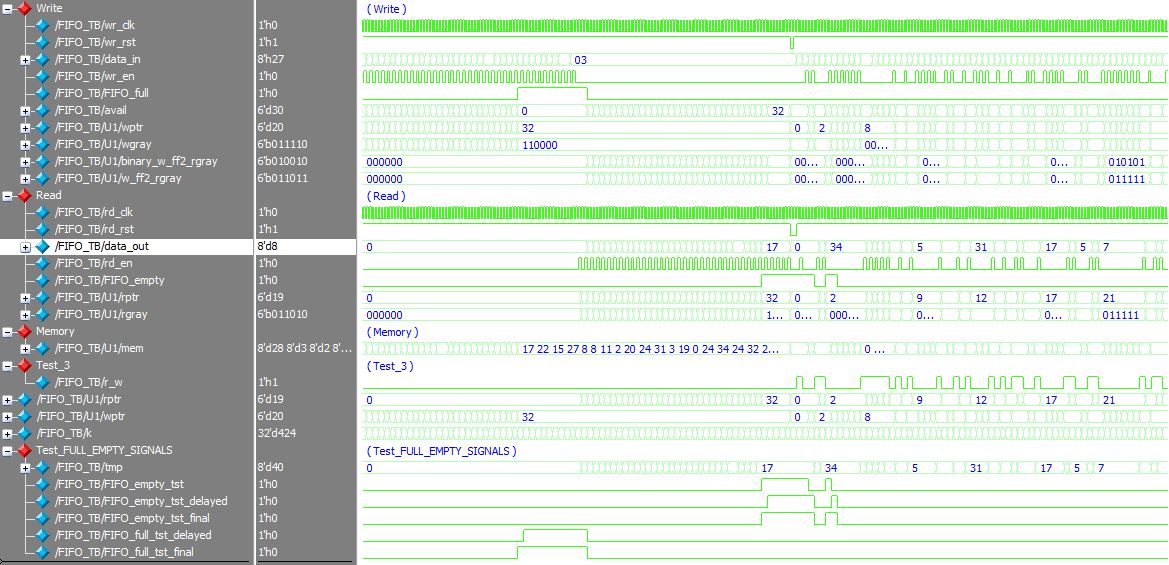 Write ( Write )
/FIFO_TB/wr_clk 1'h0
/FIFO_TB/wr_rst 1'h1
/FIFO_TB/data_in 8'h27 03
/FIFO_TB/wr_en 1'h0
/FIFO_TB/FIFO_full 1'h0
/FIFO_TB/avail 6'd30 0 32
/FIFO_TB/U1/wptr 6'd20 32 0 2 8
/FIFO_TB/U1/wgray 6'b011110 110000 00...
/FIFO_TB/U1/binary_w_ff2_rgray 6'b010010 000000 00... 000... 0... 0... 010101
/FIFO_TB/U1/w_ff2_rgray 6'b011011 000000 00... 000... 0... 0... 011111
Read ( Read )
/FIFO_TB/rd_clk 1'h0
/FIFO_TB/rd_rst 1'h1
/FIFO_TB/data_out 8'd8 0 17 0 34 5 31 17 5 7
/FIFO_TB/rd_en 1'h0
/FIFO_TB/FIFO_empty 1'h0
/FIFO_TB/U1/rptr 6'd19 0 32 0 2 9 12 17 21
/FIFO_TB/U1/rgray 6'b011010 000000 1... 0 000... 0... 0... 011111
Memory ( Memory )
/FIFO_TB/U1/mem 8'd28 8'd3 8'd2 8'... 17 22 15 27 8 8 11 2 20 24 31 3 19 0 24 34 24 32 2... 0 ...
Test_3 ( Test_3 )
/FIFO_TB/r_w 1'h1
/FIFO_TB/U1/rptr 6'd19 0 32 0 2 9 12 17 21
/FIFO_TB/U1/wptr 6'd20 32 0 2 8
/FIFO_TB/k 32'd424
Test_FULL_EMPTY_SIGNALS ( Test_FULL_EMPTY_SIGNALS )
/FIFO_TB/tmp 8'd40 0 17 34 5 31 17 5 7
/FIFO_TB/FIFO_empty_tst 1'h0
/FIFO_TB/FIFO_empty_tst_delayed 1'h0
/FIFO_TB/FIFO_empty_tst_final 1'h0
/FIFO_TB/FIFO_full_tst_delayed 1'h0
/FIFO_TB/FIFO_full_tst_final 1'h0